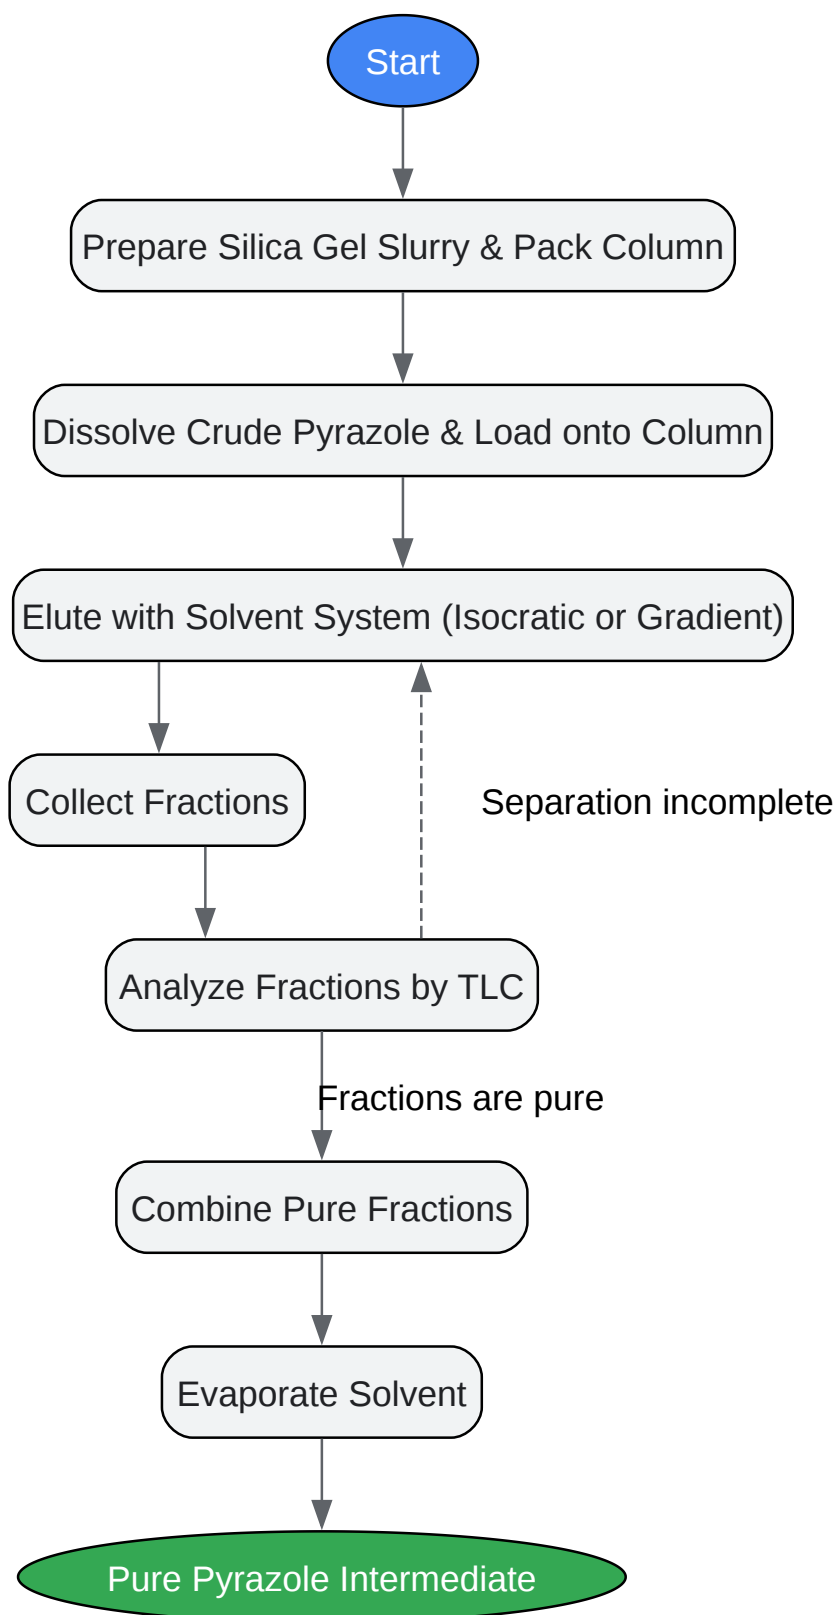 Start
Prepare Silica Gel Slurry & Pack Column
Dissolve Crude Pyrazole & Load onto Column
Elute with Solvent System (Isocratic or Gradient)
Collect Fractions
Separation incomplete
Analyze Fractions by TLC
Fractions are pure
Combine Pure Fractions
Evaporate Solvent
Pure Pyrazole Intermediate